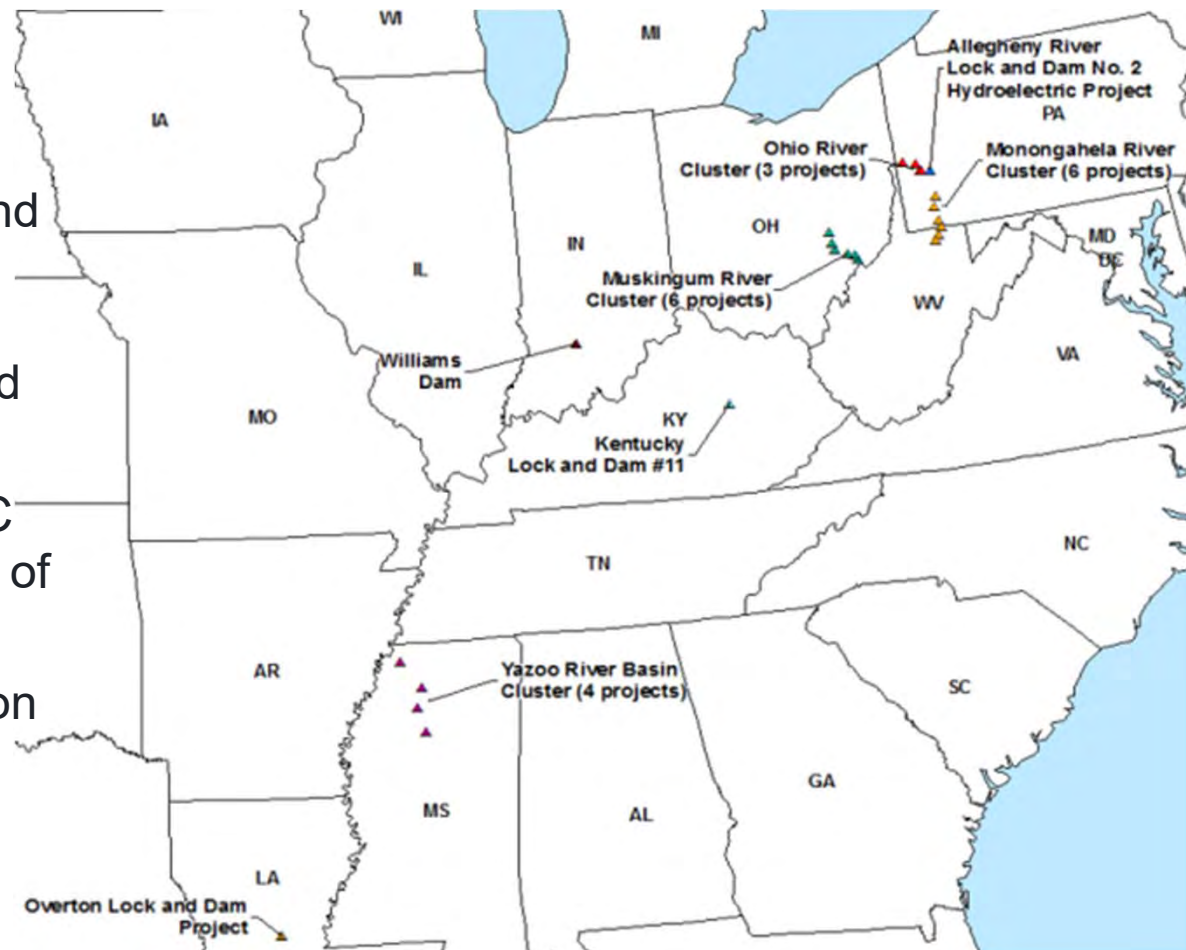 WI
MI
Allegheny River
Lock and Dam No. 2
Hydroelectric Project
PA
IA
Ohio River
Cluster (3 projects)
Monongahela River
Cluster (6 projects)
nd
OH
IN
IL
MD
DC
Muskingum River
Cluster (6 projects)
WV
VA
Williams
Dam
d
MO
KY
Kentucky
Lock and Dam #11
C
of
TN
NC
AR
Yazoo River Basin
Cluster (4 projects)
SC
on
GA
MS
AL
LA
Overton Lock and Dam
Project